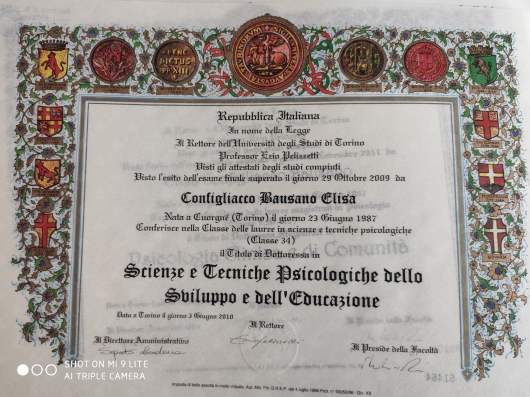 Repubblica Italiana
In nome della Legge
Il Rettore dell'Università degli Studi di Torino
Professor Ezio Pelizzetti
Visti gli attestati degli studi compiuti
Visto l'esito dell'esame finale superato il giorno 29 Ottobre 2009 da
Configliacco Bausano Elisa
Nata a Cuorgnè (Torino) il giorno 23 Giugno 1987
Conferisce nella Classe delle lauree in scienze e tecniche psicologiche
(Classe 34)
il Titolo di Dottoressa in
Scienze e Tecniche Psicologiche dello
Sviluppo e dell'Educazione
Dato a Torino il giorno 3 Giugno 2010
Il Rettore
Il Direttore Amministrativo
Il Preside della Facoltà
61464
SHOT ON MI 9 LITE
AI TRIPLE CAMERA